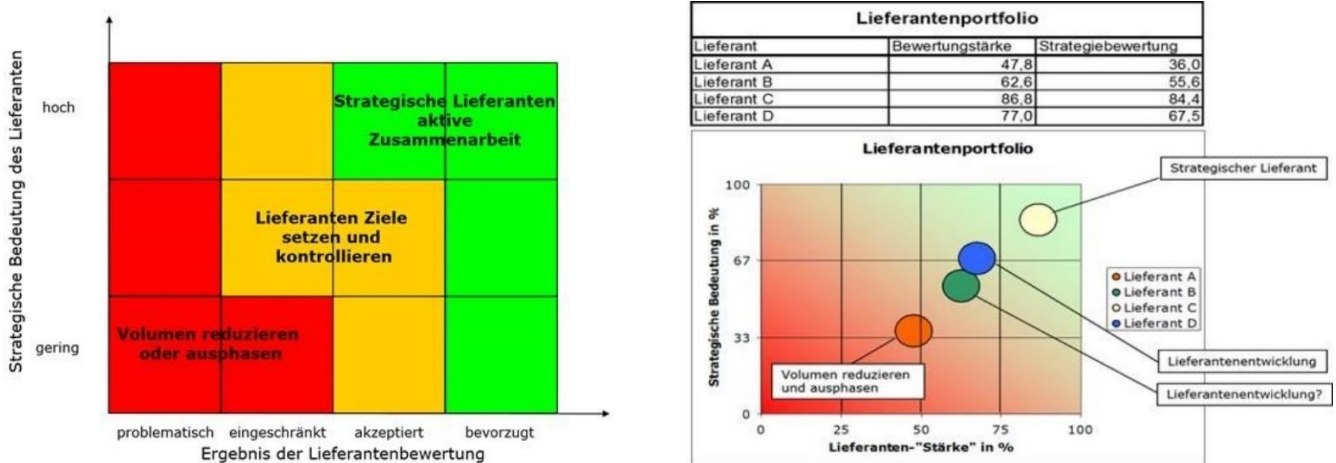 Strategische Bedeutung des Lieferanten
hoch
gering
Strategische Lieferanten
aktive
Zusammenarbeit
Lieferanten Ziele
setzen und
kontrollieren
Volumen reduzieren
oder ausphasen
problematisch eingeschränkt akzeptiert bevorzugt
Ergebnis der Lieferantenbewertung
Lieferantenportfolio
Lieferant Bewertungstärke Strategiebewertung
Lieferant A 47,8 36,0
Lieferant B 62,6 55,6
Lieferant C 86,8 84,4
Lieferant D 77,0 67,5
Lieferantenportfolio
Strategischer Lieferant
Strategische Bedeutung in %
100
67
33
0
Lieferant A
Lieferant B
Lieferant C
Lieferant D
Volumen reduzieren
und ausphasen
Lieferantenentwicklung
Lieferantenentwicklung?
0 25 50 75 100
Lieferanten-"Stärke" in %